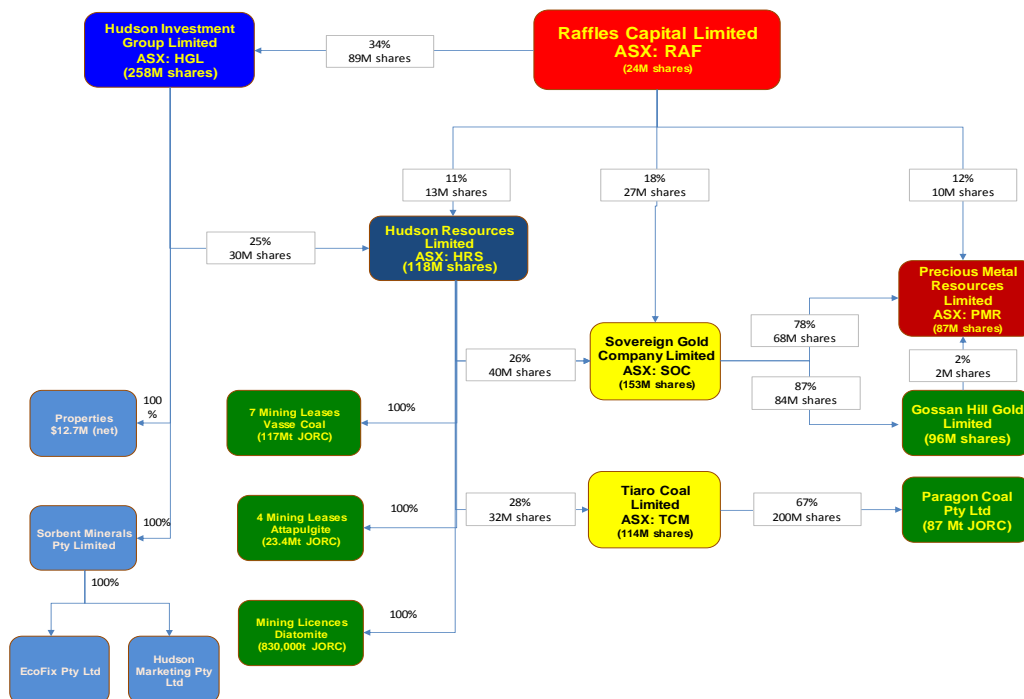 Hudson Investment
Group Limited
ASX: HGL
(258M shares)
34%
89M shares
Raffles Capital Limited
ASX: RAF
(24M shares)
11%
13M shares
18%
27M shares
12%
10M shares
25%
30M shares
Hudson Resources
Limited
ASX: HRS
(118M shares)
Precious Metal
Resources
Limited
ASX: PMR
(87M shares)
26%
40M shares
Sovereign Gold
Company Limited
ASX: SOC
(153M shares)
78%
68M shares
2%
2M shares
87%
84M shares
Gossan Hill Gold
Limited
(96M shares)
Properties
$12.7M (net)
100
%
7 Mining Leases
Vasse Coal
(117Mt JORC)
100%
28%
32M shares
Tiaro Coal
Limited
ASX: TCM
(114M shares)
67%
200M shares
Paragon Coal
Pty Ltd
(87 Mt JORC)
Sorbent Minerals
Pty Limited
100%
4 Mining Leases
Attapulgite
(23.4Mt JORC)
100%
100%
Mining Licences
Diatomite
(830,000t JORC)
100%
EcoFix Pty Ltd
Hudson
Marketing Pty
Ltd